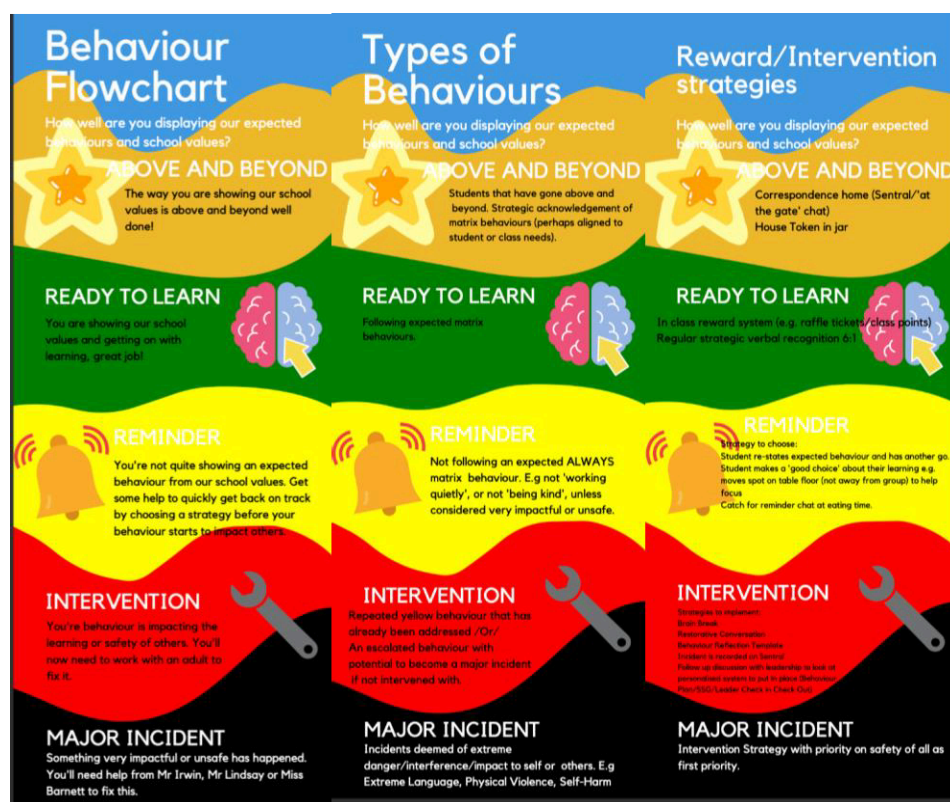 Behaviour
Flowchart
How well are you displaying our expected
behaviours and school values?
ABOVE AND BEYOND
The way you are showing our school
values is above and beyond well
done!
READY TO LEARN
You are showing our school
values and getting on with
learning, great job!
REMINDER
You're not quite showing an expected
behaviour from our school values. Get
some help to quickly get back on track
by choosing a strategy before your
behaviour starts to impact others.
INTERVENTION
You're behaviour is impacting the
learning or safety of others. You'll
now need to work with an adult to
fix it.
MAJOR INCIDENT
Something very impactful or unsafe has happened.
You'll need help from Mr Irwin, Mr Lindsay or Miss
Barnett to fix this.
Types of
Behaviours
How well are you displaying our expected
behaviours and school values?
ABOVE AND BEYOND
Students that have gone above and
beyond. Strategic acknowledgement of
matrix behaviours (perhaps aligned to
student or class needs).
READY TO LEARN
Following expected matrix
behaviours.
REMINDER
Not following an expected ALWAYS
matrix behaviour. E.g not 'working
quietly', or not 'being kind', unless
considered very impactful or unsafe.
INTERVENTION
Repeated yellow behaviour that has
already been addressed /Or/
An escalated behaviour with
potential to become a major incident
if not intervened with.
MAJOR INCIDENT
Incidents deemed of extreme
danger/interference/impact to self or others. E.g
Extreme Language, Physical Violence, Self-Harm
Reward/Intervention
strategies
How well are you displaying our expected
behaviours and school values?
ABOVE AND BEYOND
Correspondence home (Sentral/'at
the gate' chat)
House Token in jar
READY TO LEARN
In class reward system (e.g. raffle tickets/class points)
Regular strategic verbal recognition 6:1
REMINDER
Strategy to choose:
Student re-states expected behaviour and has another go.
Student makes a 'good choice' about their learning e.g.
moves spot on table floor (not away from group) to help
focus
Catch for reminder chat at eating time.
INTERVENTION
Strategies to implement:
Brain Break
Restorative Conversation
Behaviour Reflection Template
Incident is recorded on Sentral
Follow up discussion with leadership to look at
personalised system to put in place (Behaviour
Plan/SSG/Leader Check in Check Out)
MAJOR INCIDENT
Intervention Strategy with priority on safety of all as
first priority.